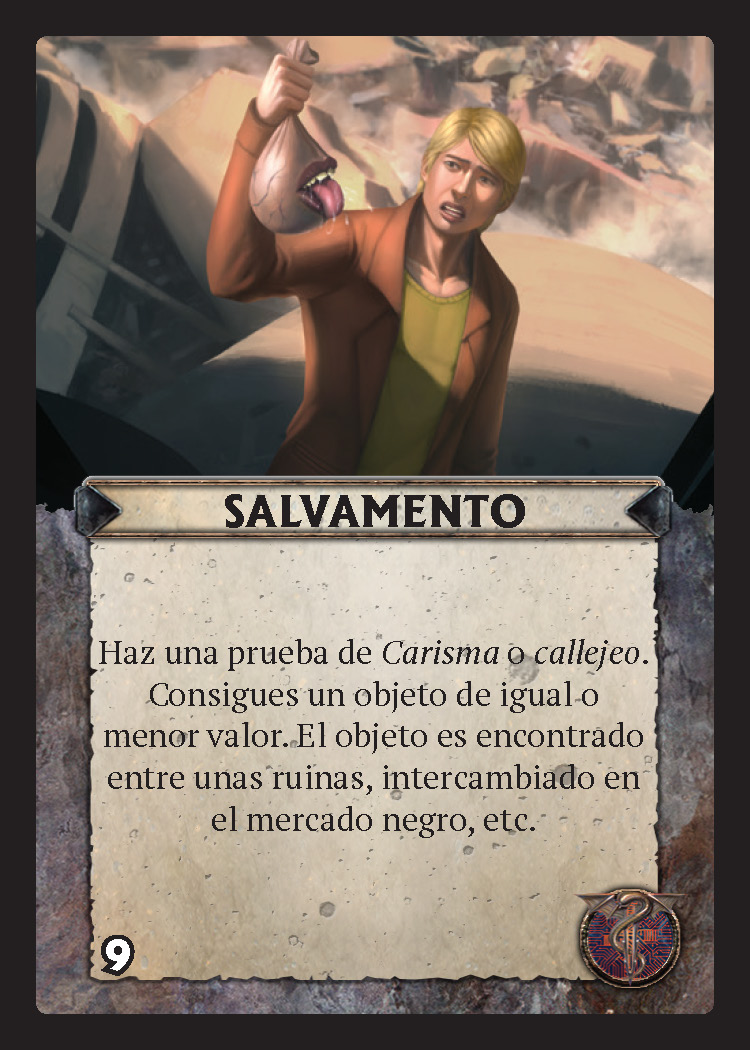 SALVAMENTO
Haz una prueba de Carisma o callejeo.
Consigues un objeto de igual o
menor valor. El objeto es encontrado
entre unas ruinas, intercambiado en
el mercado negro, etc.
9